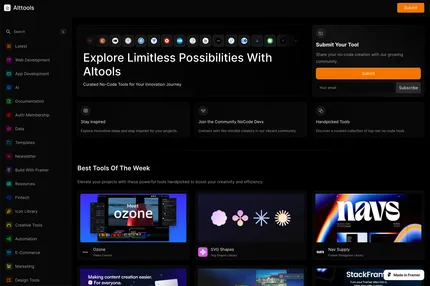 Altools
Submit
Search
Latest
Web Development
App Development
Ai
Documentation
Auth Membership
Data
Templates
Newsletter
Build With Framer
Resources
Fintech
Icon Library
Creative Tools
Automation
E-Commerce
Marketing
Design Tools
Explore Limitless Possibilities With
AItools
Curated No-Code Tools for Your Innovation Journey
Submit Your Tool
Share your no-code creation with our growing
community.
Submit
Your email
Subscribe
Stay Inspired
Explore innovative ideas and stay inspired for your projects.
Join the Community NoCode Devs
Connect with like-minded creators in our vibrant community.
Handpicked Tools
Discover a curated collection of top-tier no-code tools.
Best Tools Of The Week
Elevate your projects with these powerful tools handpicked to boost your creativity and efficiency.
Meet
ozone
Ozone
SVG Shapes
navs
Nav Supply
Making content creation easier.
For everyone.
StackFram
Made in Framer